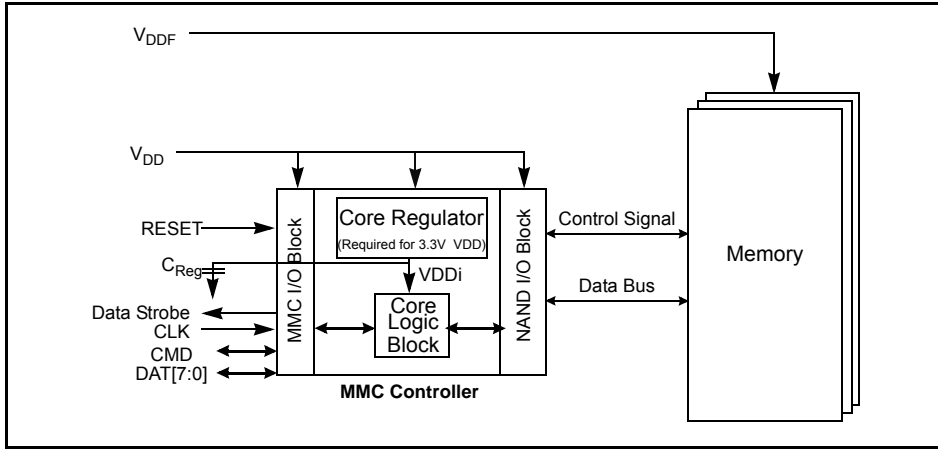 VDDF
VDD
RESET
CReg
Data Strobe
CLK
CMD
DAT[7:0]
MMC I/O Block
Core Regulator
(Required for 3.3V VDD)
VDDi
Core
Logic
Block
NAND I/O Block
MMC Controller
Control Signal
Data Bus
Memory